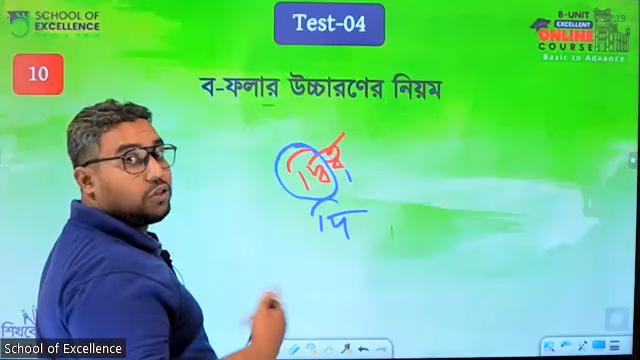 SCHOOL OF
EXCELLENCE
Test-04
B-UNIT
EXCELLENT
ONLINE
COURSE
Basic to Advance
10
ব-ফলার উচ্চারণের নিয়ম
দ্বিত্ব
দি
School of Excellence